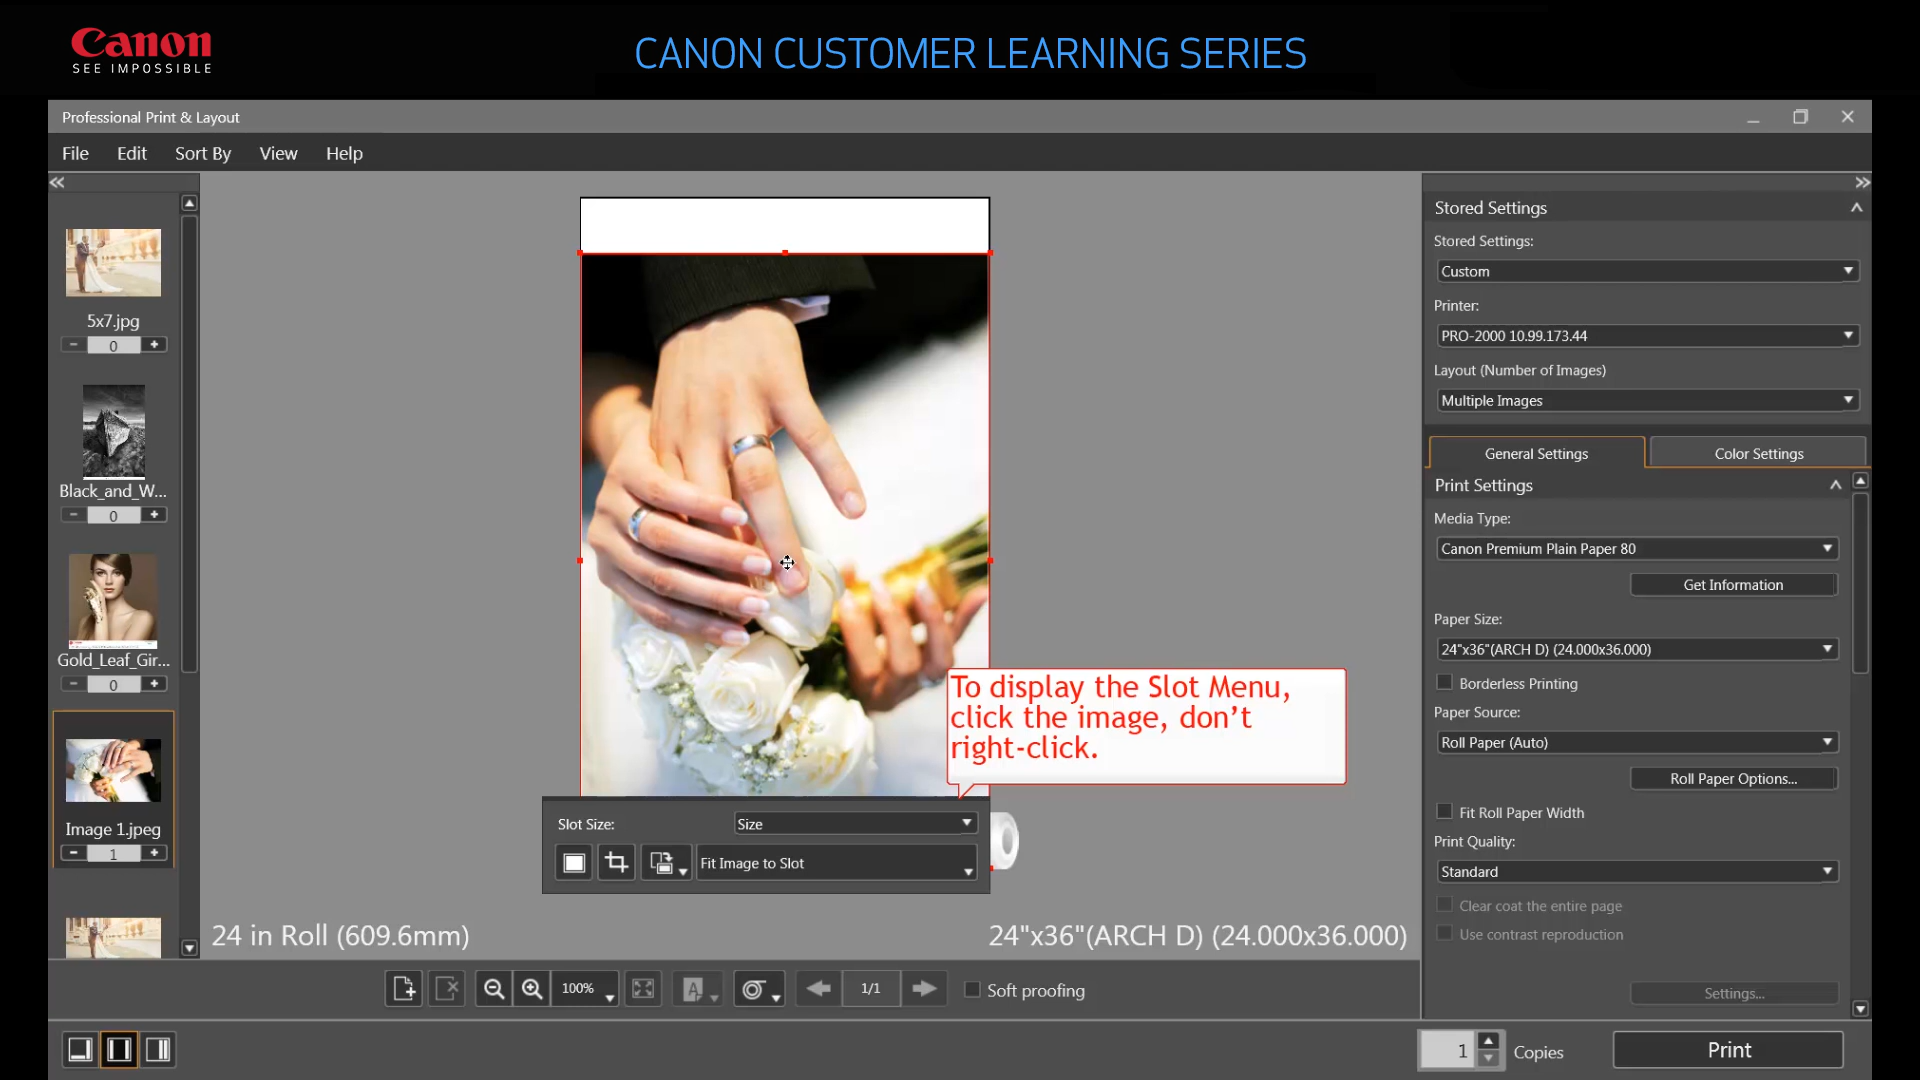 Canon
SEE IMPOSSIBLE
CANON CUSTOMER LEARNING SERIES
Professional Print & Layout
File Edit Sort By View Help
5x7.jpg
0
Black_and_W...
0
Gold_Leaf_Gir...
0
Image 1.jpeg
1
To display the Slot Menu,
click the image, don't
right-click.
Slot Size: Size
Fit Image to Slot
24 in Roll (609.6mm)
24"x36"(ARCH D) (24.000x36.000)
100%
A
1/1
Soft proofing
Stored Settings
Stored Settings:
Custom
Printer:
PRO-2000 10.99.173.44
Layout (Number of Images)
Multiple Images
General Settings Color Settings
Print Settings
Media Type:
Canon Premium Plain Paper 80
Get Information
Paper Size:
24"x36"(ARCH D) (24.000x36.000)
Borderless Printing
Paper Source:
Roll Paper (Auto)
Roll Paper Options...
Fit Roll Paper Width
Print Quality:
Standard
Clear coat the entire page
Use contrast reproduction
Settings...
1 Copies
Print